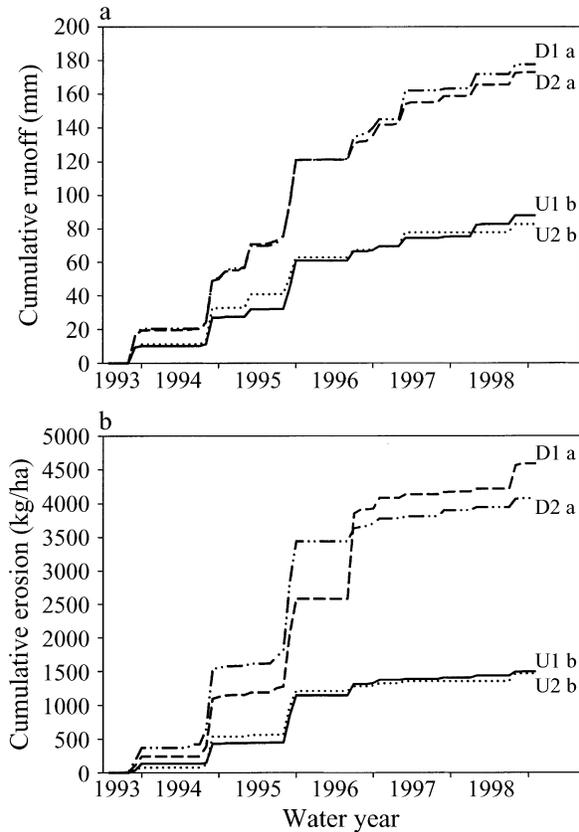 a
200
180
160
140
120
100
80
60
40
20
0
Cumulative runoff (mm)
D1 a
D2 a
U1 b
U2 b
1993 1994 1995 1996 1997 1998
b
5000
4500
4000
3500
3000
2500
2000
1500
1000
500
0
Cumulative erosion (kg/ha)
D1 a
D2 a
U1 b
U2 b
1993 1994 1995 1996 1997 1998
Water year